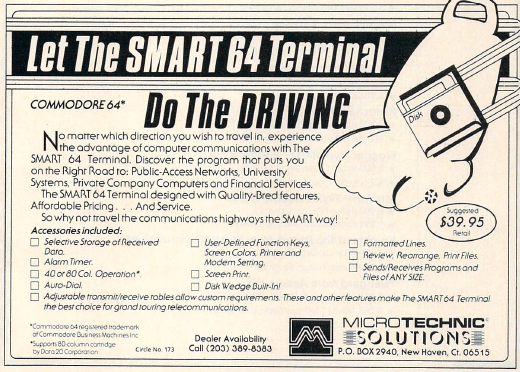 Let The SMART 64 Terminal
Disk
COMMODORE 64*
Do The DRIVING
No matter which direction you wish to travel in, experience
the advantage of computer communications with The
SMART 64 Terminal. Discover the program that puts you
on the Right Road to: Public-Access Networks, University
Systems, Private Company Computers and Financial Services.
The SMART 64 Terminal designed with Quality-Bred features,
Affordable Pricing . . . And Service.
So why not travel the communications highways the SMART way!
Suggested
$39.95
Retail
Accessories included:
Selective Storage of Received
Data.
Alarm Timer.
40 or 80 Col. Operation*.
Auto-Dial.
User-Defined Function Keys,
Screen Colors, Printer and
Modem Setting.
Screen Print.
Disk Wedge Built-In!
Formatted Lines.
Review, Rearrange, Print Files.
Sends/Receives Programs and
Files of ANY SIZE.
Adjustable transmit/receive tables allow custom requirements. These and other features make The SMART 64 Terminal
the best choice for grand touring telecommunications.
*Commodore 64 registered trademark
of Commodore Business Machines Inc.
*Supports 80 column cartridge
by Data 20 Corporation
Circle No. 173
Dealer Availability
Call (203) 389-8383
MICROTECHNIC
SOLUTIONS
P.O. BOX 2940, New Haven, Ct. 06515